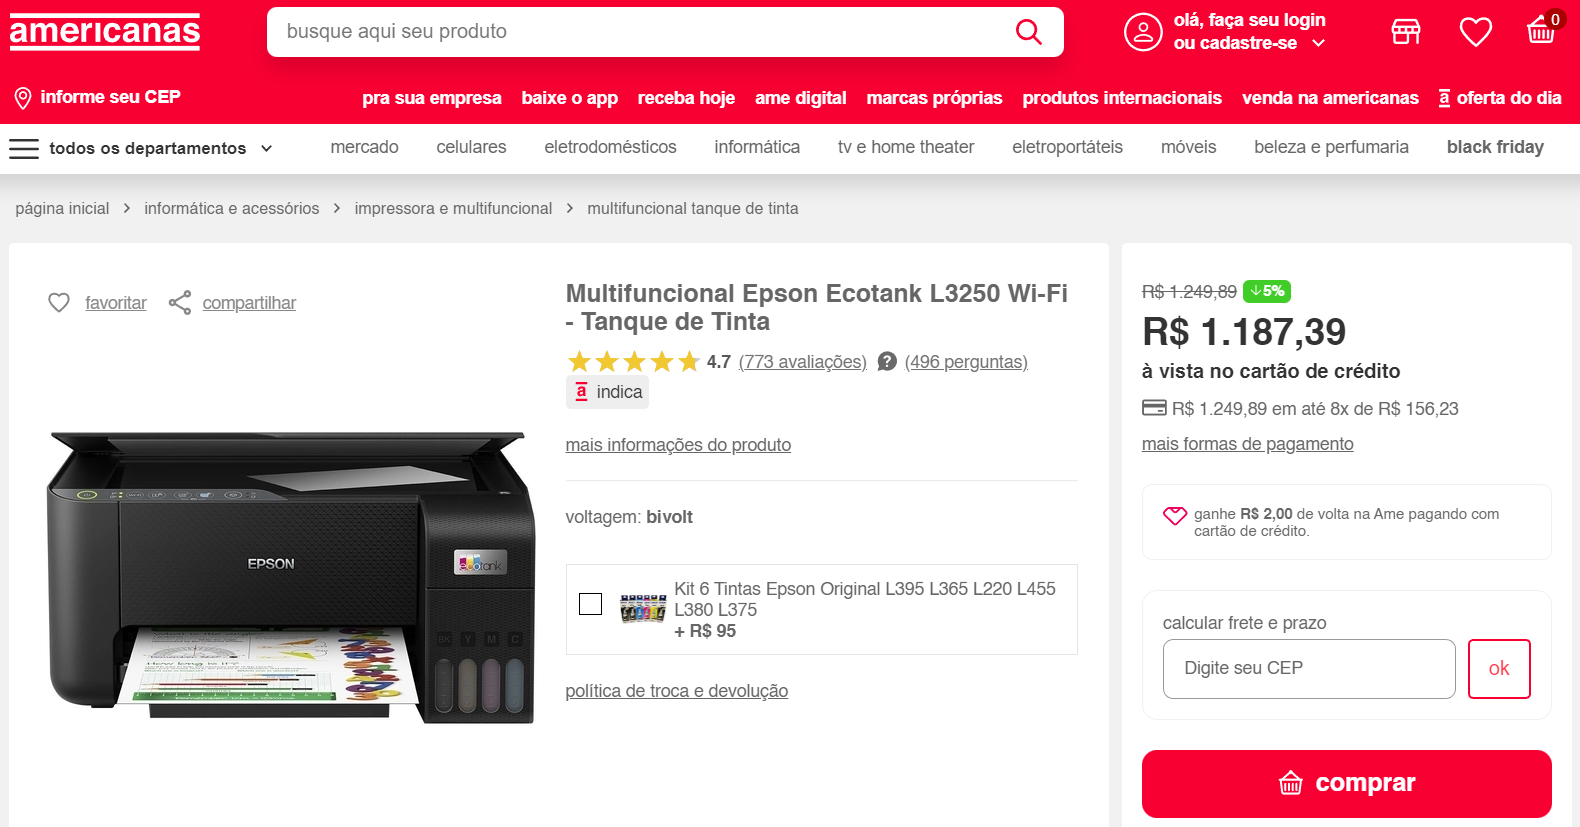 americanas
busque aqui seu produto
olá, faça seu login
ou cadastre-se
0
informe seu CEP
pra sua empresa
baixe o app
receba hoje
ame digital
marcas próprias
produtos internacionais
venda na americanas
a oferta do dia
todos os departamentos
mercado
celulares
eletrodomésticos
informática
tv e home theater
eletroportáteis
móveis
beleza e perfumaria
black friday
página inicial
informática e acessórios
impressora e multifuncional
multifuncional tanque de tinta
favoritar
compartilhar
EPSON
ecotank
BK Y M C
How long is it?
Multifuncional Epson Ecotank L3250 Wi-Fi
- Tanque de Tinta
4.7 (773 avaliações) ? (496 perguntas)
a indica
mais informações do produto
voltagem: bivolt
Kit 6 Tintas Epson Original L395 L365 L220 L455
L380 L375
+ R$ 95
política de troca e devolução
R$ 1.249,89 ↓5%
R$ 1.187,39
à vista no cartão de crédito
R$ 1.249,89 em até 8x de R$ 156,23
mais formas de pagamento
ganhe R$ 2,00 de volta na Ame pagando com
cartão de crédito.
calcular frete e prazo
Digite seu CEP
ok
comprar